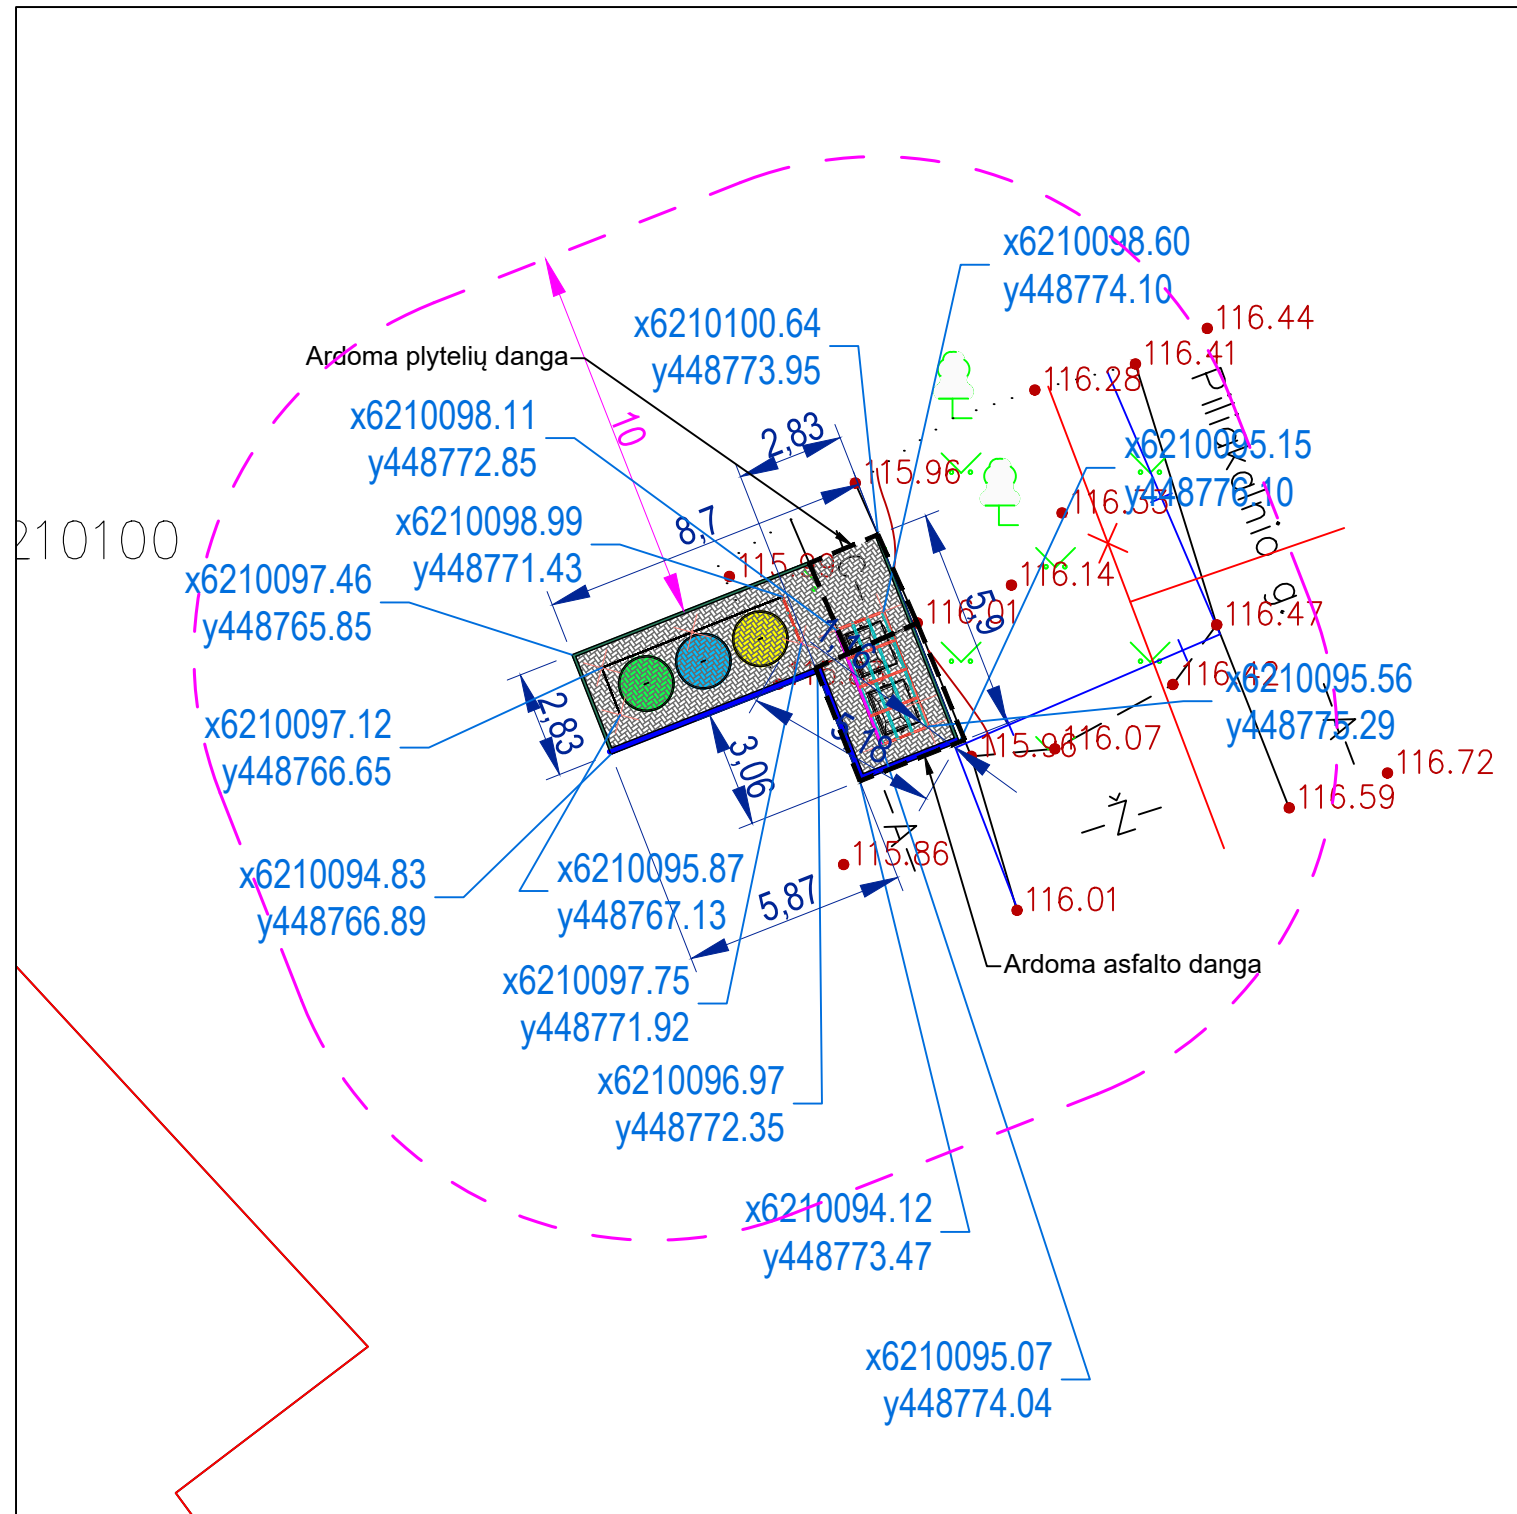 x6210098.60
y448774.10
x6210100.64
y448773.95
116.44
116.41
Ardoma plytelių danga
116.28
x6210098.11
y448772.85
10
2,83
Piliakalnio g.
x6210095.15
y448776.10
115.96
8,7
x6210098.99
y448771.43
210100
x6210097.46
y448765.85
116.14
5,9
116.01
116.47
116.42
x6210095.56
y448775.29
x6210097.12
y448766.65
2,83
3,06
115.96
116.07
116.72
116.59
–Ž–
–A–
–A–
115.86
x6210094.83
y448766.89
x6210095.87
y448767.13
5,87
116.01
Ardoma asfalto danga
x6210097.75
y448771.92
x6210096.97
y448772.35
x6210094.12
y448773.47
x6210095.07
y448774.04